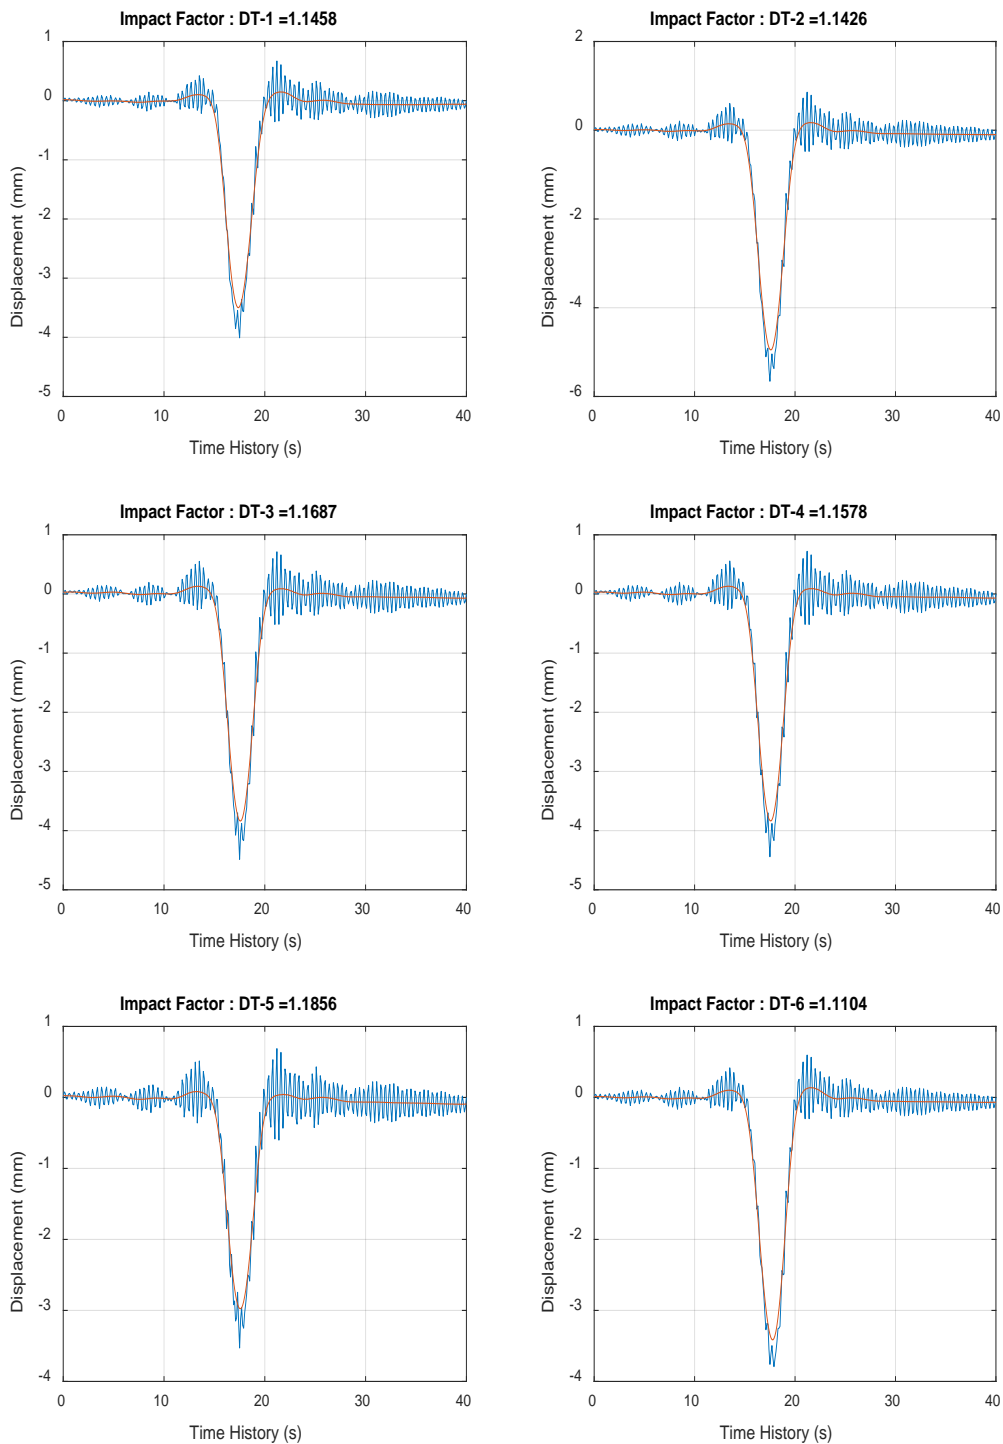 Impact Factor : DT-1 =1.1458
1
0
-1
-2
-3
-4
-5
Displacement (mm)
0 10 20 30 40
Time History (s)
Impact Factor : DT-2 =1.1426
2
0
-2
-4
-6
Displacement (mm)
0 10 20 30 40
Time History (s)
Impact Factor : DT-3 =1.1687
1
0
-1
-2
-3
-4
-5
Displacement (mm)
0 10 20 30 40
Time History (s)
Impact Factor : DT-4 =1.1578
1
0
-1
-2
-3
-4
-5
Displacement (mm)
0 10 20 30 40
Time History (s)
Impact Factor : DT-5 =1.1856
1
0
-1
-2
-3
-4
Displacement (mm)
0 10 20 30 40
Time History (s)
Impact Factor : DT-6 =1.1104
1
0
-1
-2
-3
-4
Displacement (mm)
0 10 20 30 40
Time History (s)